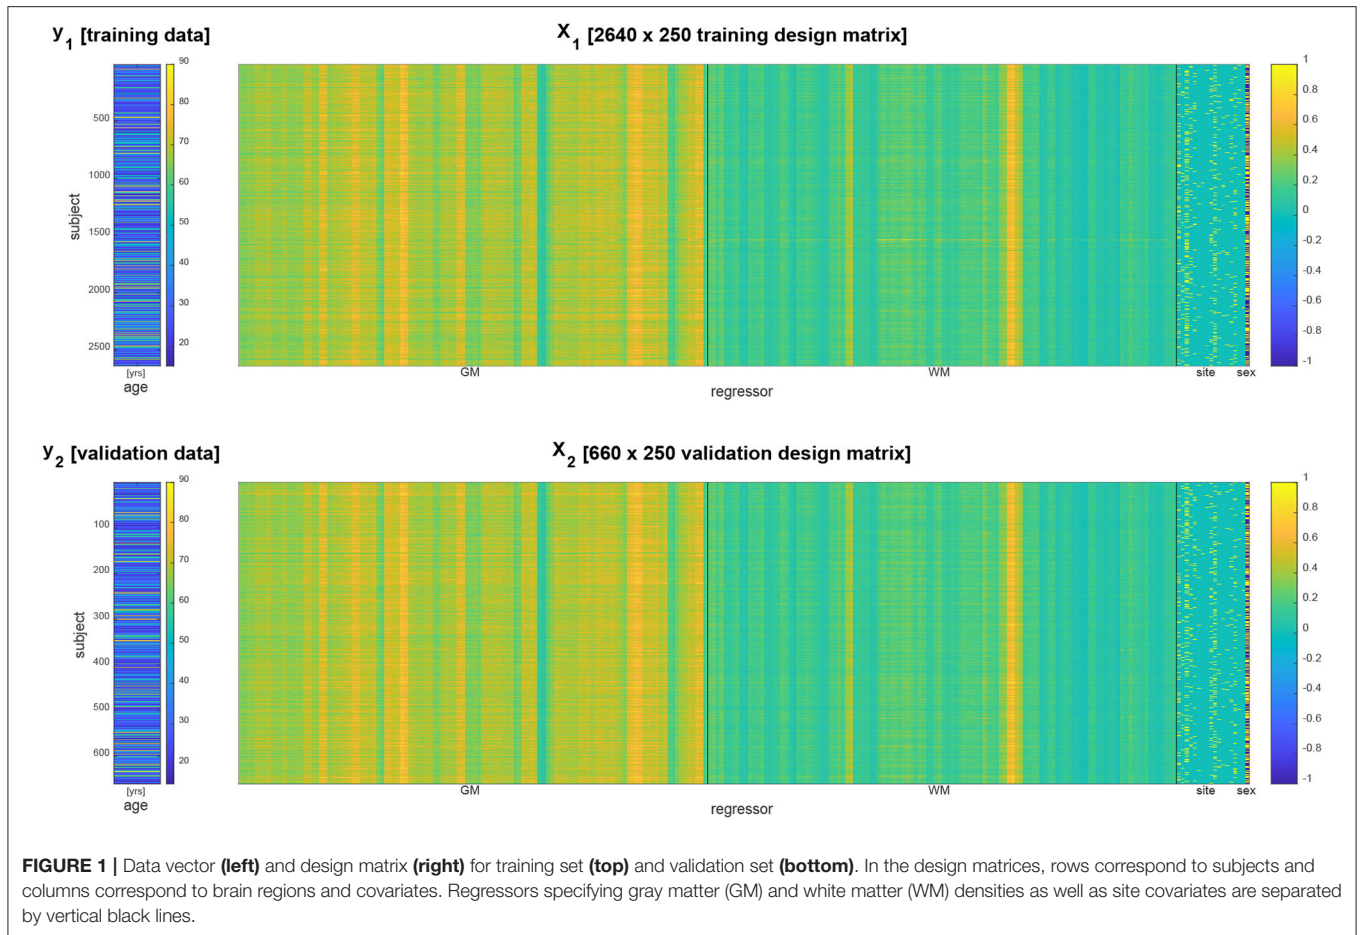 y1 [training data]
X1 [2640 x 250 training design matrix]
90
80
70
60
50
40
30
20
500
1000
1500
2000
2500
subject
[yrs]
age
GM
WM
site
sex
regressor
1
0.8
0.6
0.4
0.2
0
-0.2
-0.4
-0.6
-0.8
-1
y2 [validation data]
X2 [660 x 250 validation design matrix]
90
80
70
60
50
40
30
20
100
200
300
400
500
600
subject
[yrs]
age
GM
WM
site
sex
regressor
1
0.8
0.6
0.4
0.2
0
-0.2
-0.4
-0.6
-0.8
-1
FIGURE 1 | Data vector (left) and design matrix (right) for training set (top) and validation set (bottom). In the design matrices, rows correspond to subjects and
columns correspond to brain regions and covariates. Regressors specifying gray matter (GM) and white matter (WM) densities as well as site covariates are separated
by vertical black lines.